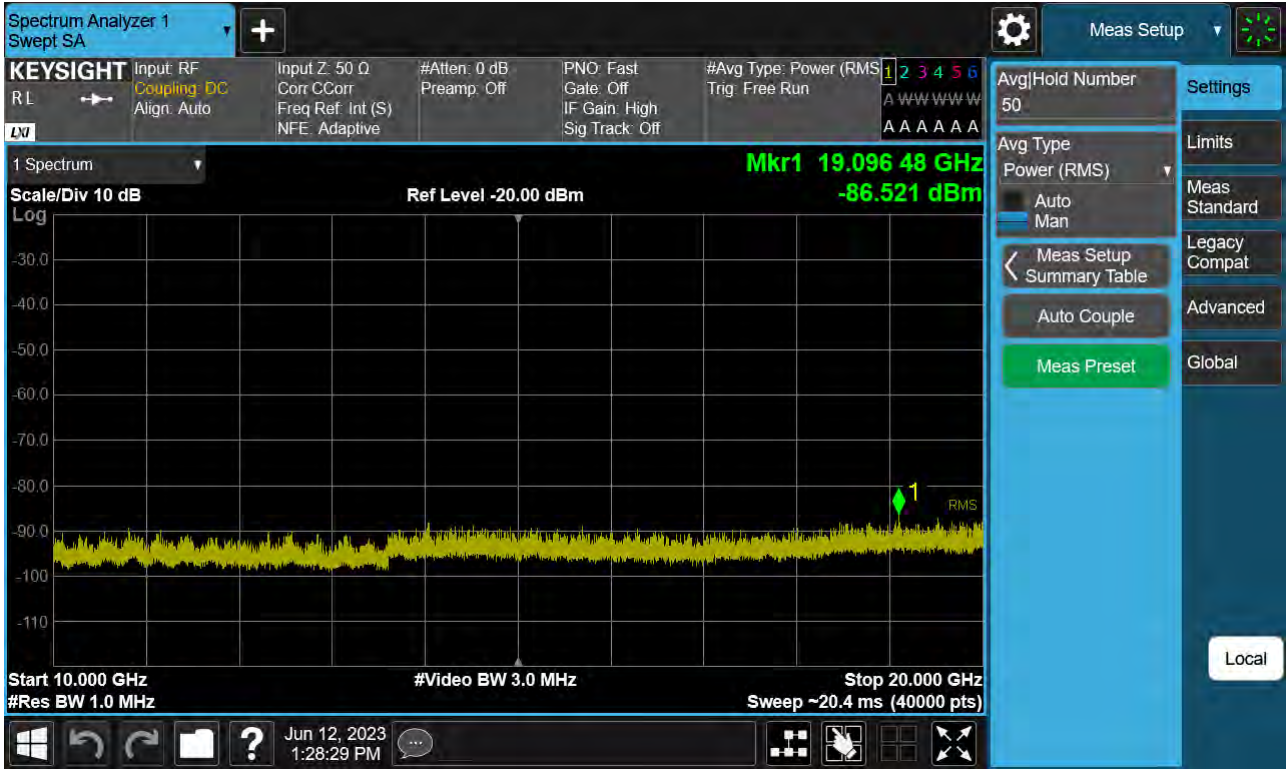 Spectrum Analyzer 1
Swept SA
+
Meas Setup
KEYSIGHT
RL
LXI
Input: RF
Coupling: DC
Align: Auto
Input Z: 50 Ω
Corr CCorr
Freq Ref: Int (S)
NFE: Adaptive
#Atten: 0 dB
Preamp: Off
PNO: Fast
Gate: Off
IF Gain: High
Sig Track: Off
#Avg Type: Power (RMS
Trig: Free Run
1 2 3 4 5 6
A W W W W W
A A A A A A
1 Spectrum
Scale/Div 10 dB
Ref Level -20.00 dBm
Mkr1 19.096 48 GHz
-86.521 dBm
Log
-30.0
-40.0
-50.0
-60.0
-70.0
-80.0
-90.0
-100
-110
1
RMS
Start 10.000 GHz
#Video BW 3.0 MHz
Stop 20.000 GHz
#Res BW 1.0 MHz
Sweep ~20.4 ms (40000 pts)
Avg|Hold Number
50
Avg Type
Power (RMS)
Auto
Man
Meas Setup
Summary Table
Auto Couple
Meas Preset
Settings
Limits
Meas
Standard
Legacy
Compat
Advanced
Global
Local
?
Jun 12, 2023
1:28:29 PM